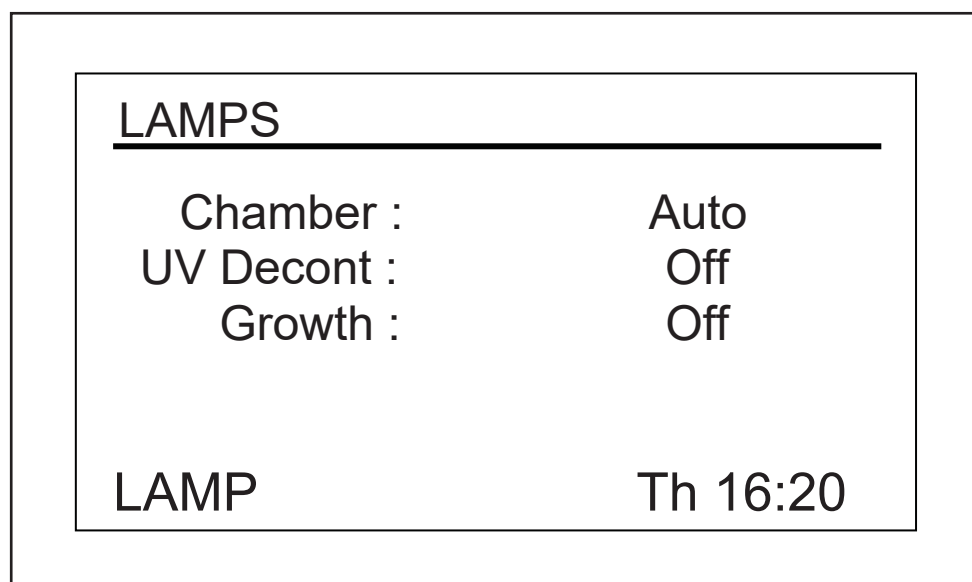 LAMPS
Chamber : Auto
UV Decont : Off
Growth : Off
LAMP Th 16:20